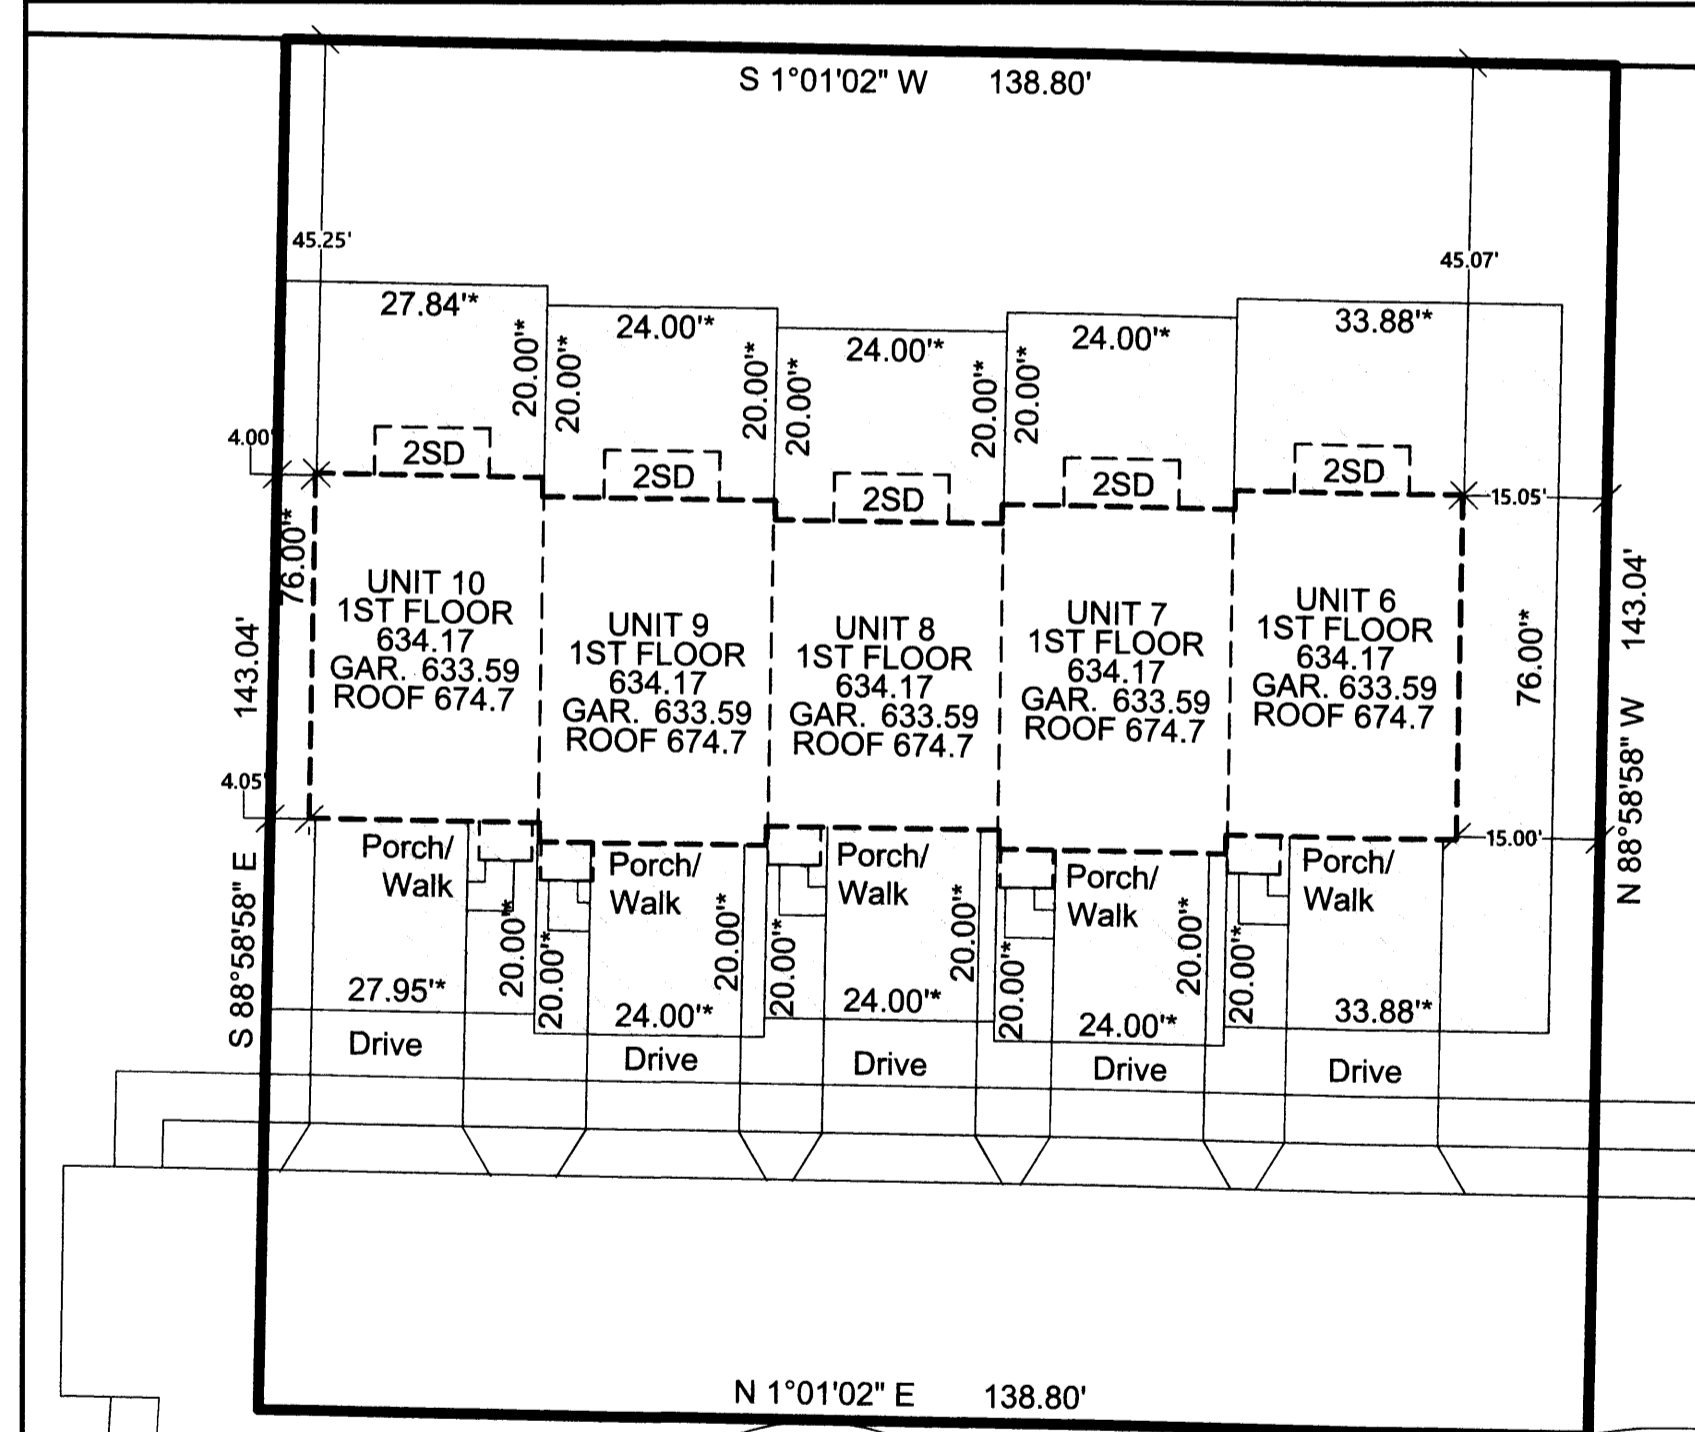 S 1°01'02" W 138.80'
45.25'
45.07'
27.84'*
24.00'*
24.00'*
24.00'*
33.88'*
20.00'*
20.00'*
20.00'*
20.00'*
20.00'*
20.00'*
4.00'
2SD
2SD
2SD
2SD
2SD
15.05'
76.00'*
143.04'
S 88°58'58" E
4.05'
UNIT 10
1ST FLOOR
634.17
GAR. 633.59
ROOF 674.7
UNIT 9
1ST FLOOR
634.17
GAR. 633.59
ROOF 674.7
UNIT 8
1ST FLOOR
634.17
GAR. 633.59
ROOF 674.7
UNIT 7
1ST FLOOR
634.17
GAR. 633.59
ROOF 674.7
UNIT 6
1ST FLOOR
634.17
GAR. 633.59
ROOF 674.7
76.00'*
N 88°58'58" W 143.04'
15.00'
Porch/
Walk
Porch/
Walk
Porch/
Walk
Porch/
Walk
Porch/
Walk
20.00'*
20.00'*
20.00'*
20.00'*
20.00'*
20.00'*
20.00'*
20.00'*
27.95'*
24.00'*
24.00'*
24.00'*
33.88'*
Drive
Drive
Drive
Drive
Drive
N 1°01'02" E 138.80'